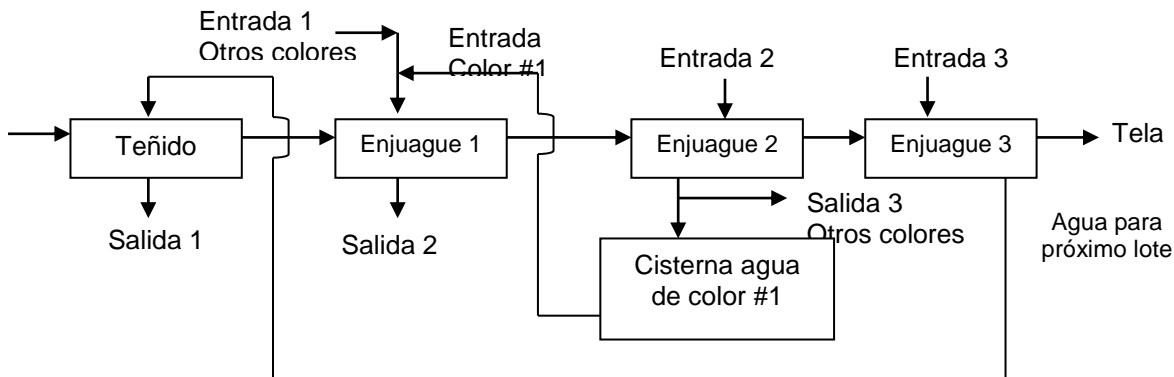 Entrada 1
Otros colores
Entrada
Color #1
Entrada 2
Entrada 3
Teñido
Enjuague 1
Enjuague 2
Enjuague 3
Tela
Salida 1
Salida 2
Salida 3
Otros colores
Agua para
próximo lote
Cisterna agua
de color #1